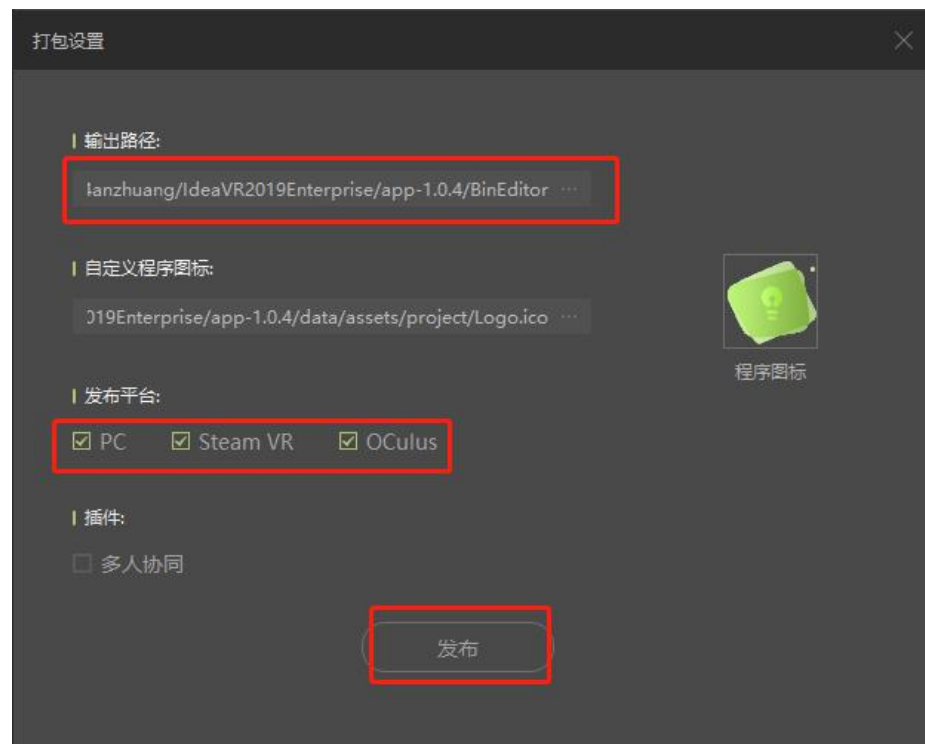 打包设置
输出路径:
anzhuang/IdeaVR2019Enterprise/app-1.0.4/BinEditor ...
自定义程序图标:
019Enterprise/app-1.0.4/data/assets/project/Logo.ico ...
程序图标
发布平台:
PC Steam VR OCulus
插件:
多人协同
发布